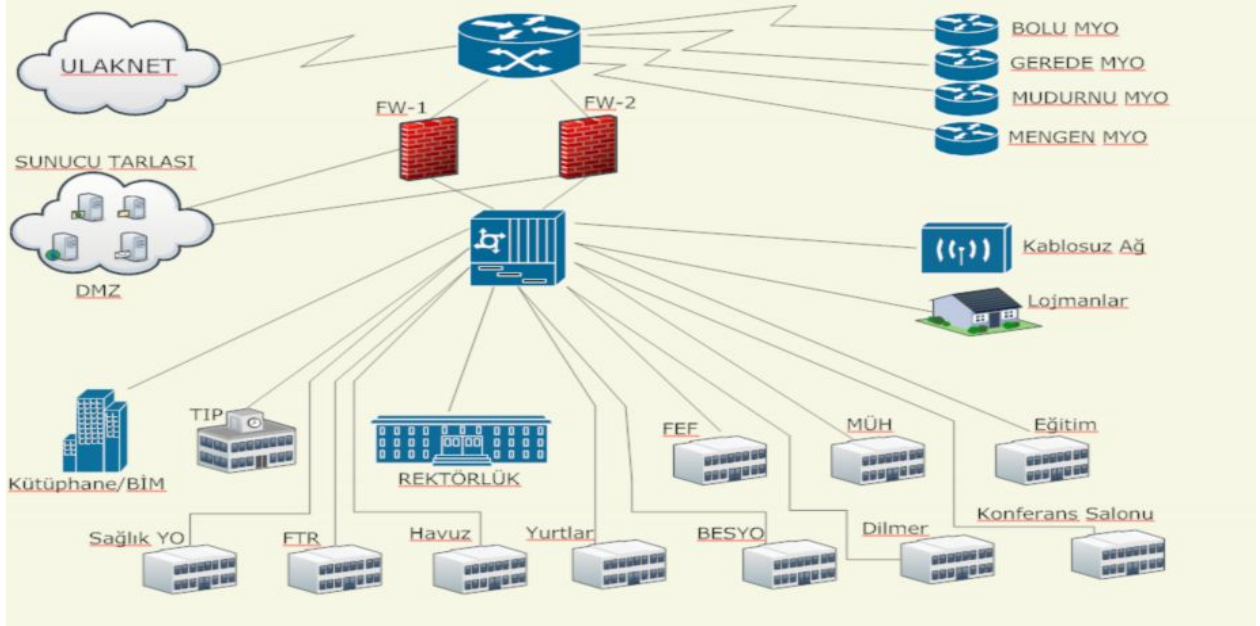 ULAKNET
BOLU MYO
GEREDE MYO
MUDURNU MYO
MENGEN MYO
FW-1
FW-2
SUNUCU TARLASI
DMZ
Kablosuz Ağ
Lojmanlar
Kütüphane/BİM
TIP
REKTÖRLÜK
FEF
MÜH
Eğitim
Sağlık YO
FTR
Havuz
Yurtlar
BESYO
Dilmer
Konferans Salonu